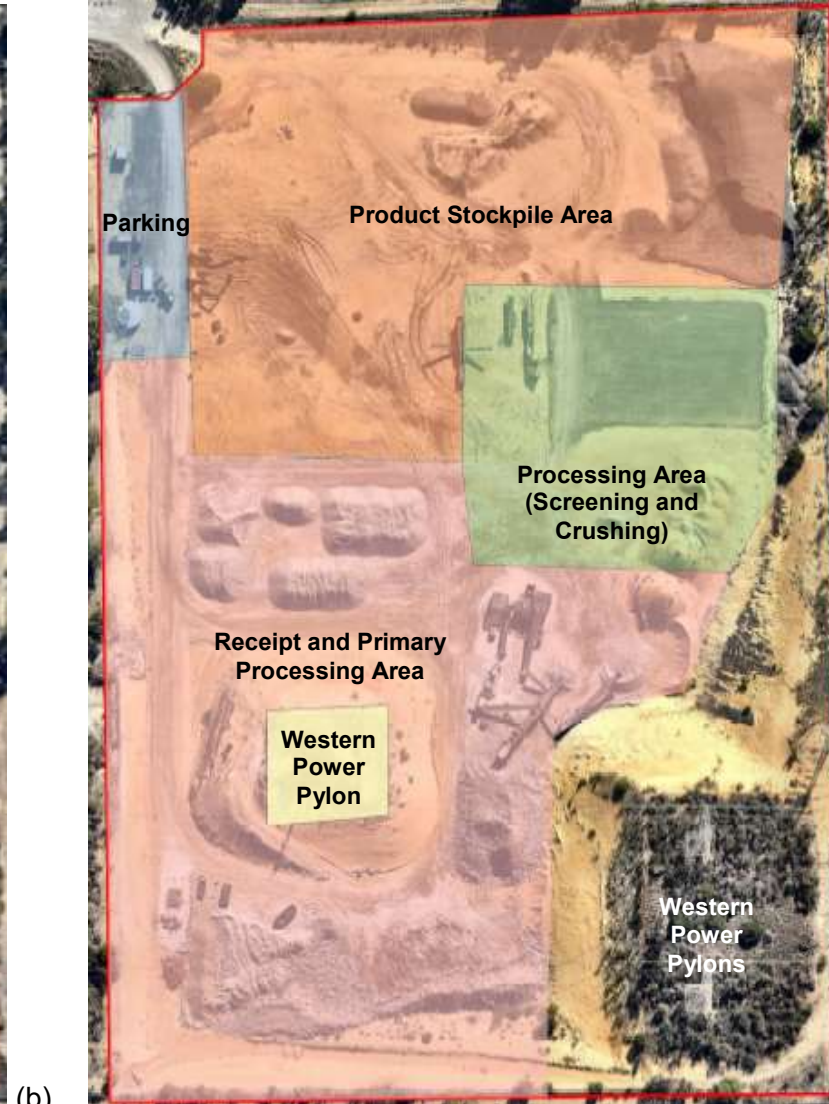 Parking
Product Stockpile Area
Processing Area
(Screening and
Crushing)
Receipt and Primary
Processing Area
Western
Power
Pylon
Western
Power
Pylons
(b)